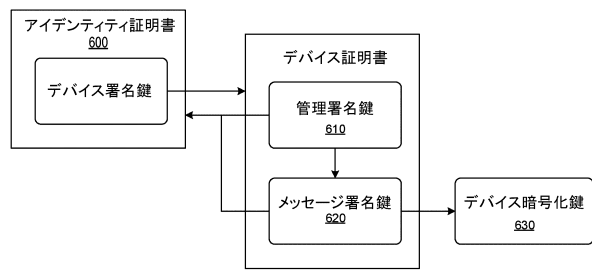 アイデンティティ証明書
600
デバイス署名鍵
デバイス証明書
管理署名鍵
610
メッセージ署名鍵
620
デバイス暗号化鍵
630